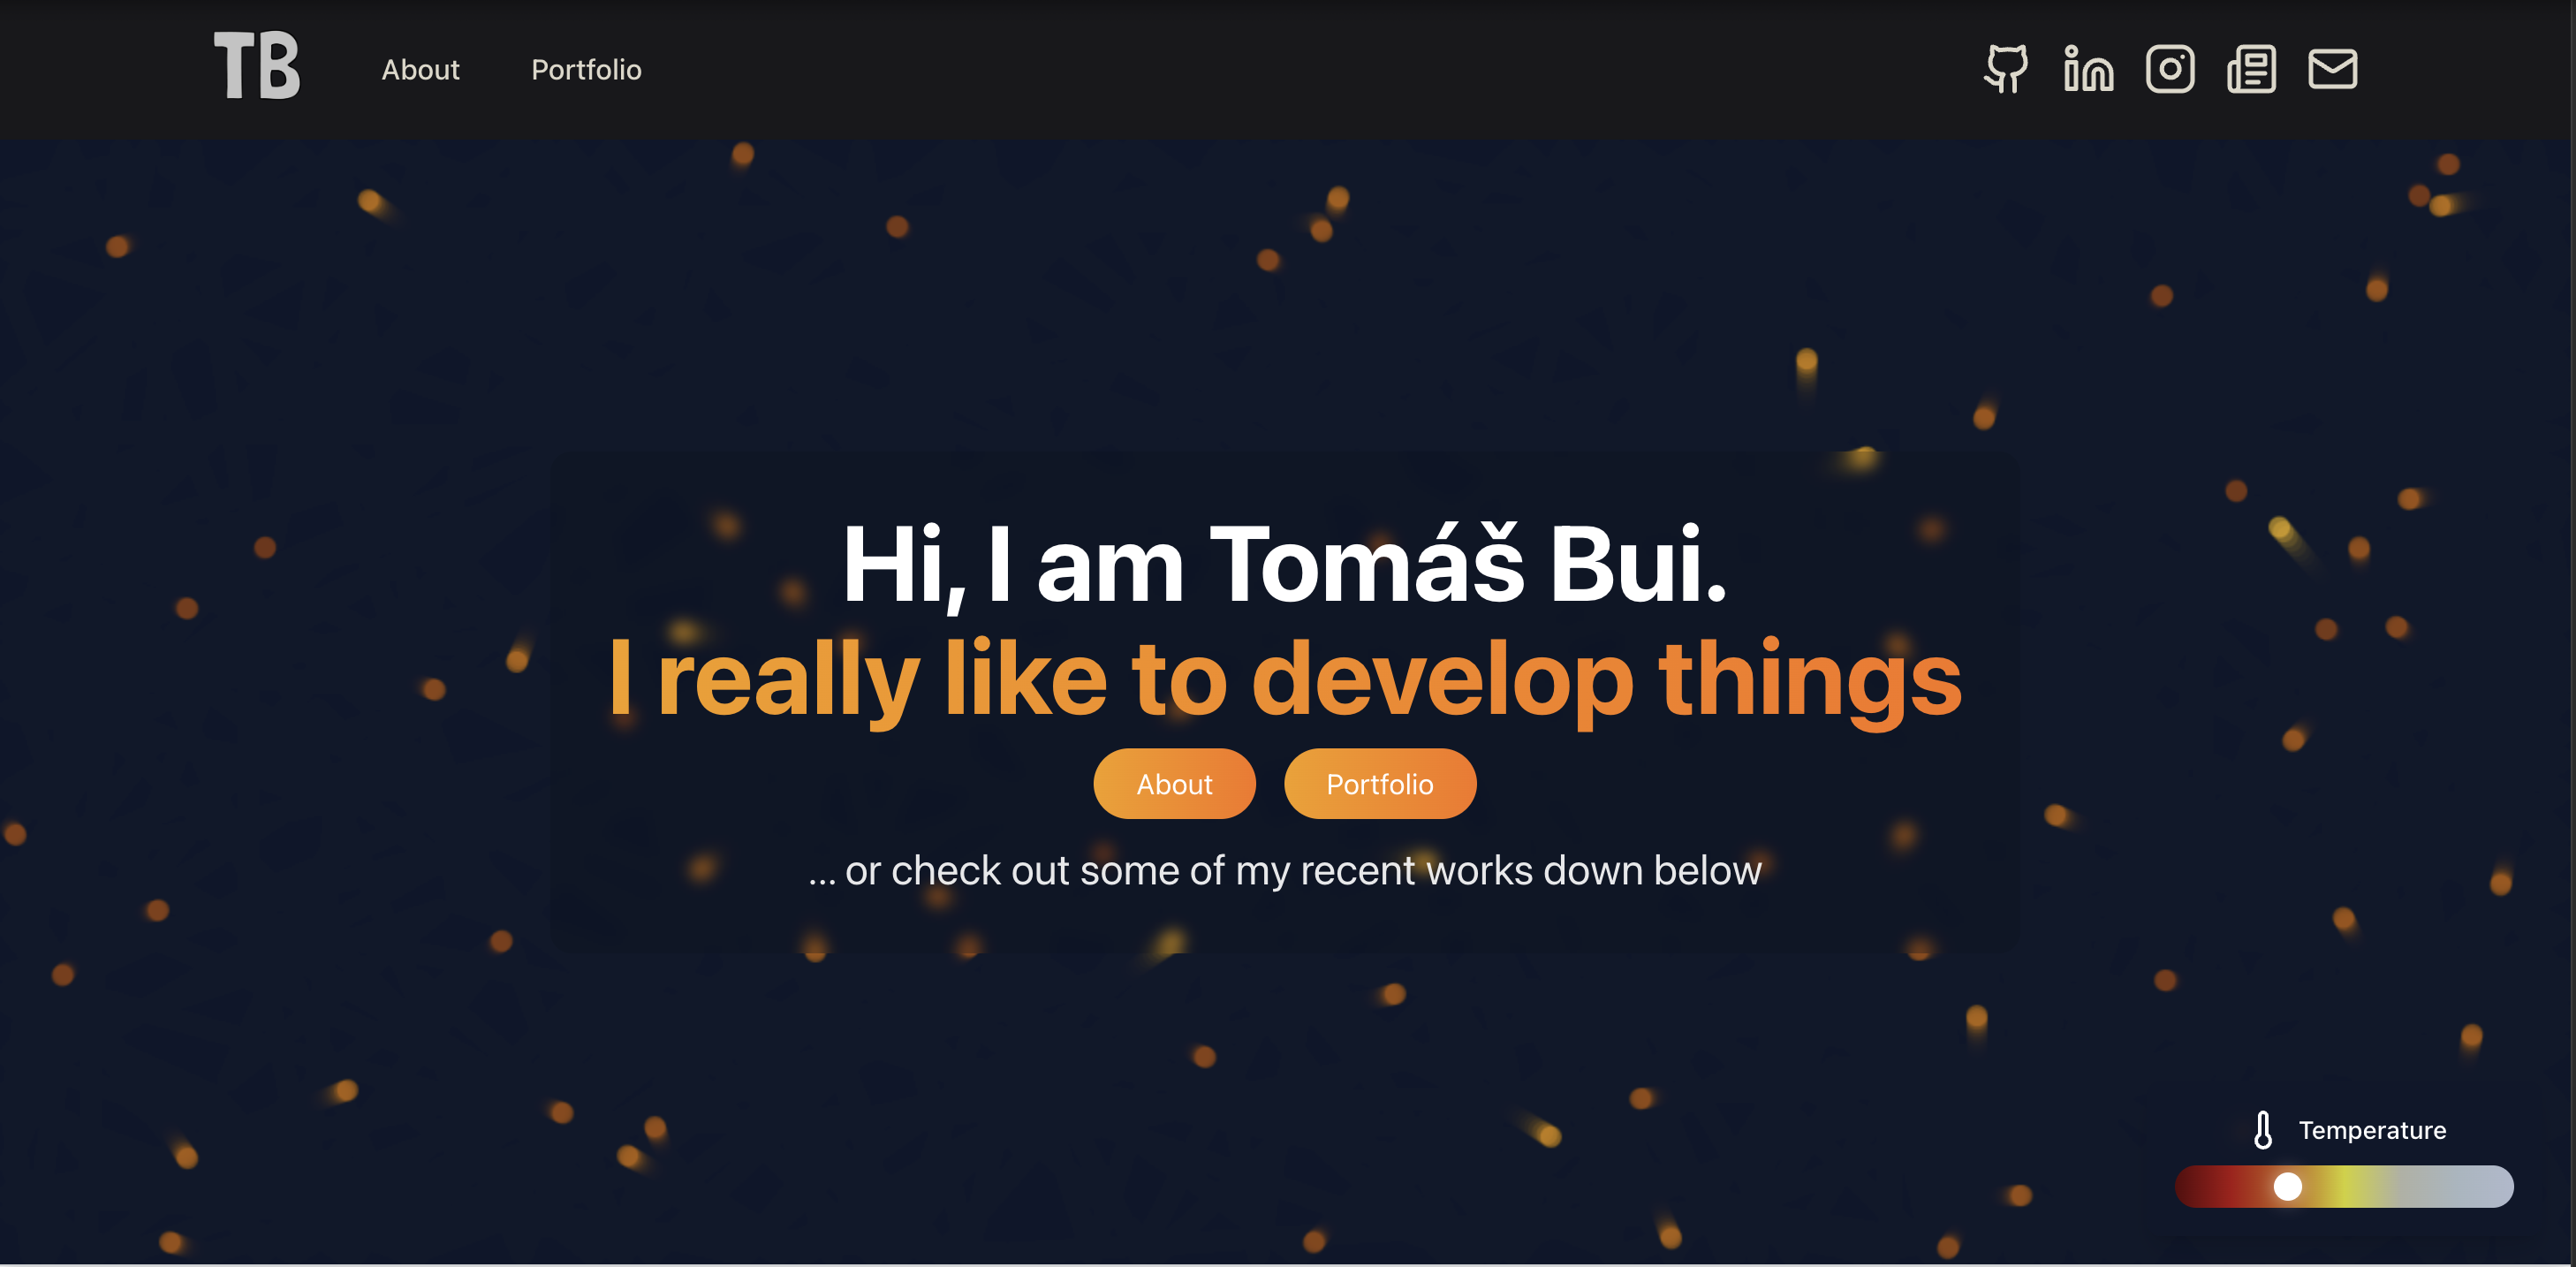 TB
About
Portfolio
Hi, I am Tomáš Bui.
I really like to develop things
About
Portfolio
... or check out some of my recent works down below
Temperature